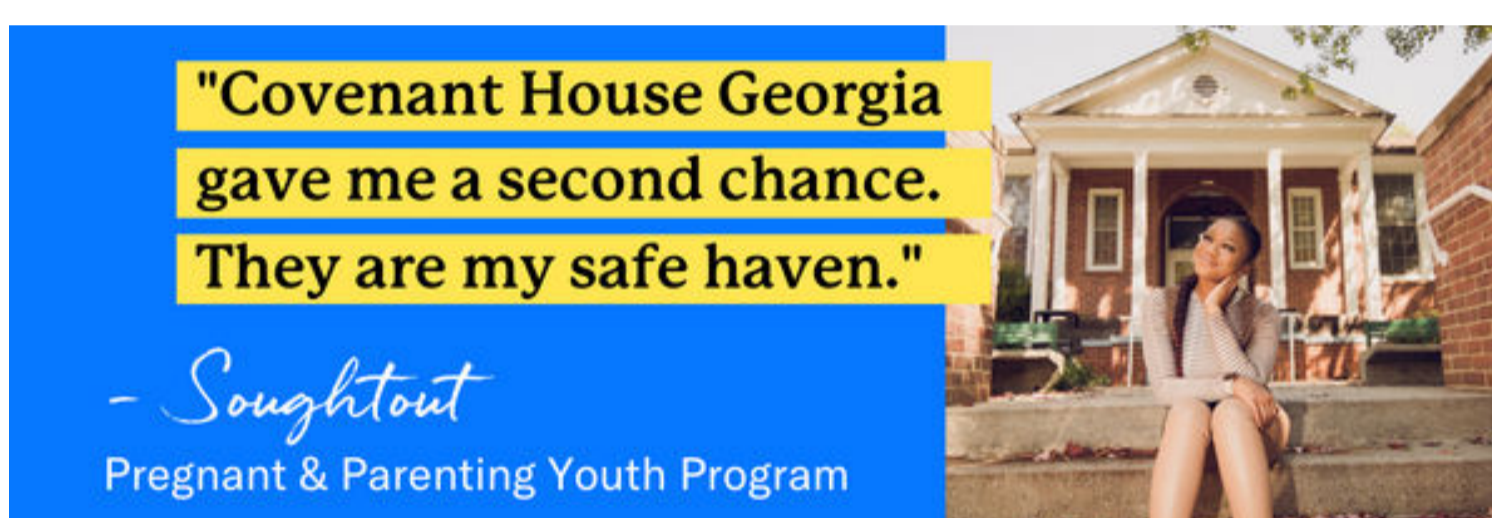 "Covenant House Georgia
gave me a second chance.
They are my safe haven."
- Soughtout
Pregnant & Parenting Youth Program